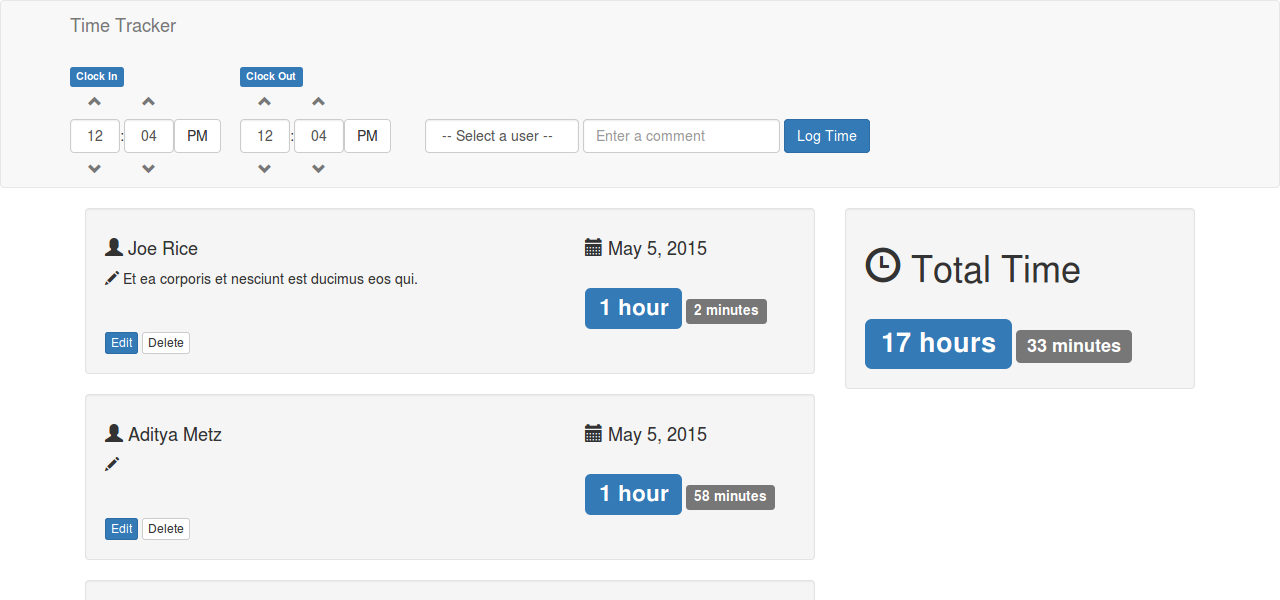 Time Tracker
Clock In Clock Out
12 : 04 PM 12 : 04 PM -- Select a user -- Enter a comment Log Time
Joe Rice May 5, 2015
Et ea corporis et nesciunt est ducimus eos qui.
1 hour 2 minutes
Edit Delete
Total Time
17 hours 33 minutes
Aditya Metz May 5, 2015
1 hour 58 minutes
Edit Delete